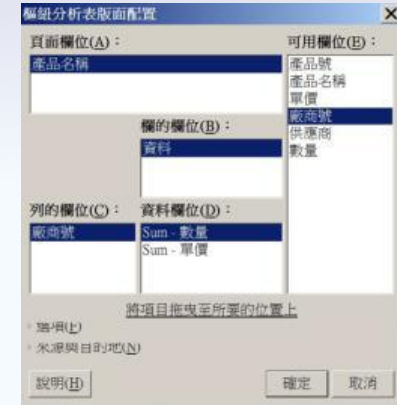 樞紐分析表版面配置
頁面欄位(A)：
產品名稱
可用欄位(E)：
產品號
產品名稱
單價
廠商號
供應商
數量
欄的欄位(B)：
資料
列的欄位(C)：
廠商號
資料欄位(D)：
Sum - 數量
Sum - 單價
將項目拖曳至所要的位置上
選項(F)
來源與目的地(N)
說明(H)
確定
取消